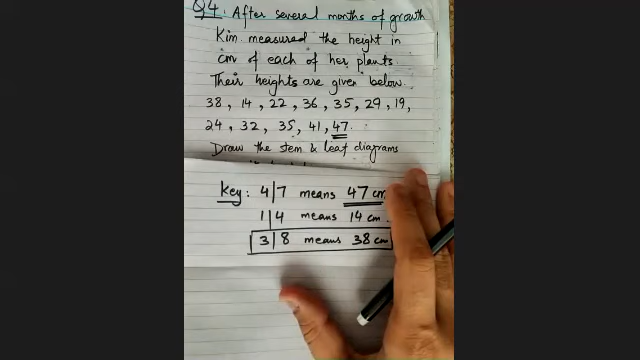 Q4. After several months of growth
Kim measured the height in
cm of each of her plants.
Their heights are given below.
38, 14, 22, 36, 35, 29, 19,
24, 32, 35, 41, 47.
Draw the stem & leaf diagrams
Key: 4|7 means 47 cm
1|4 means 14 cm.
3|8 means 38 cm